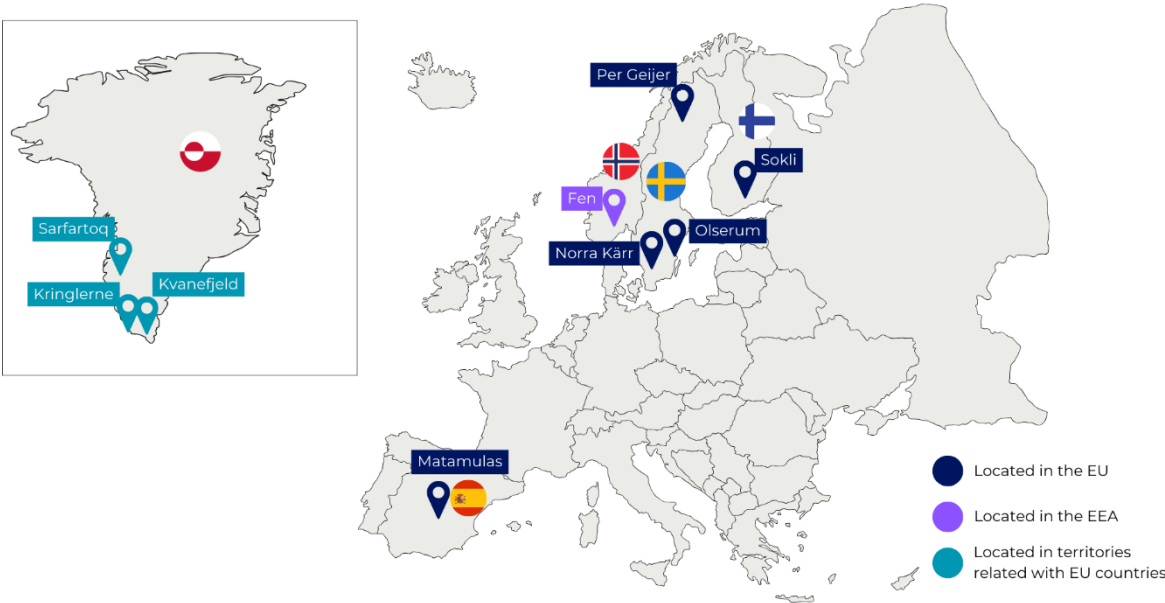 Per Geijer
Sokli
Fen
Olserum
Norra Kärr
Sarfartoq
Kvanefjeld
Kringlerne
Matamulas
Located in the EU
Located in the EEA
Located in territories
related with EU countries